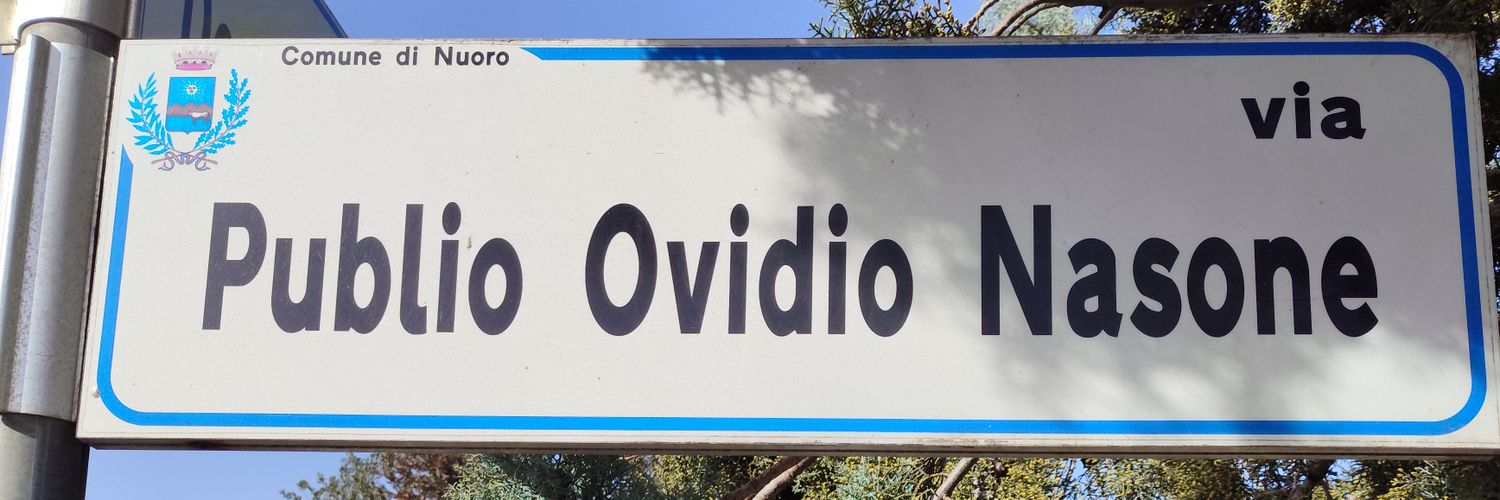 Comune di Nuoro
via
Publio Ovidio Nasone